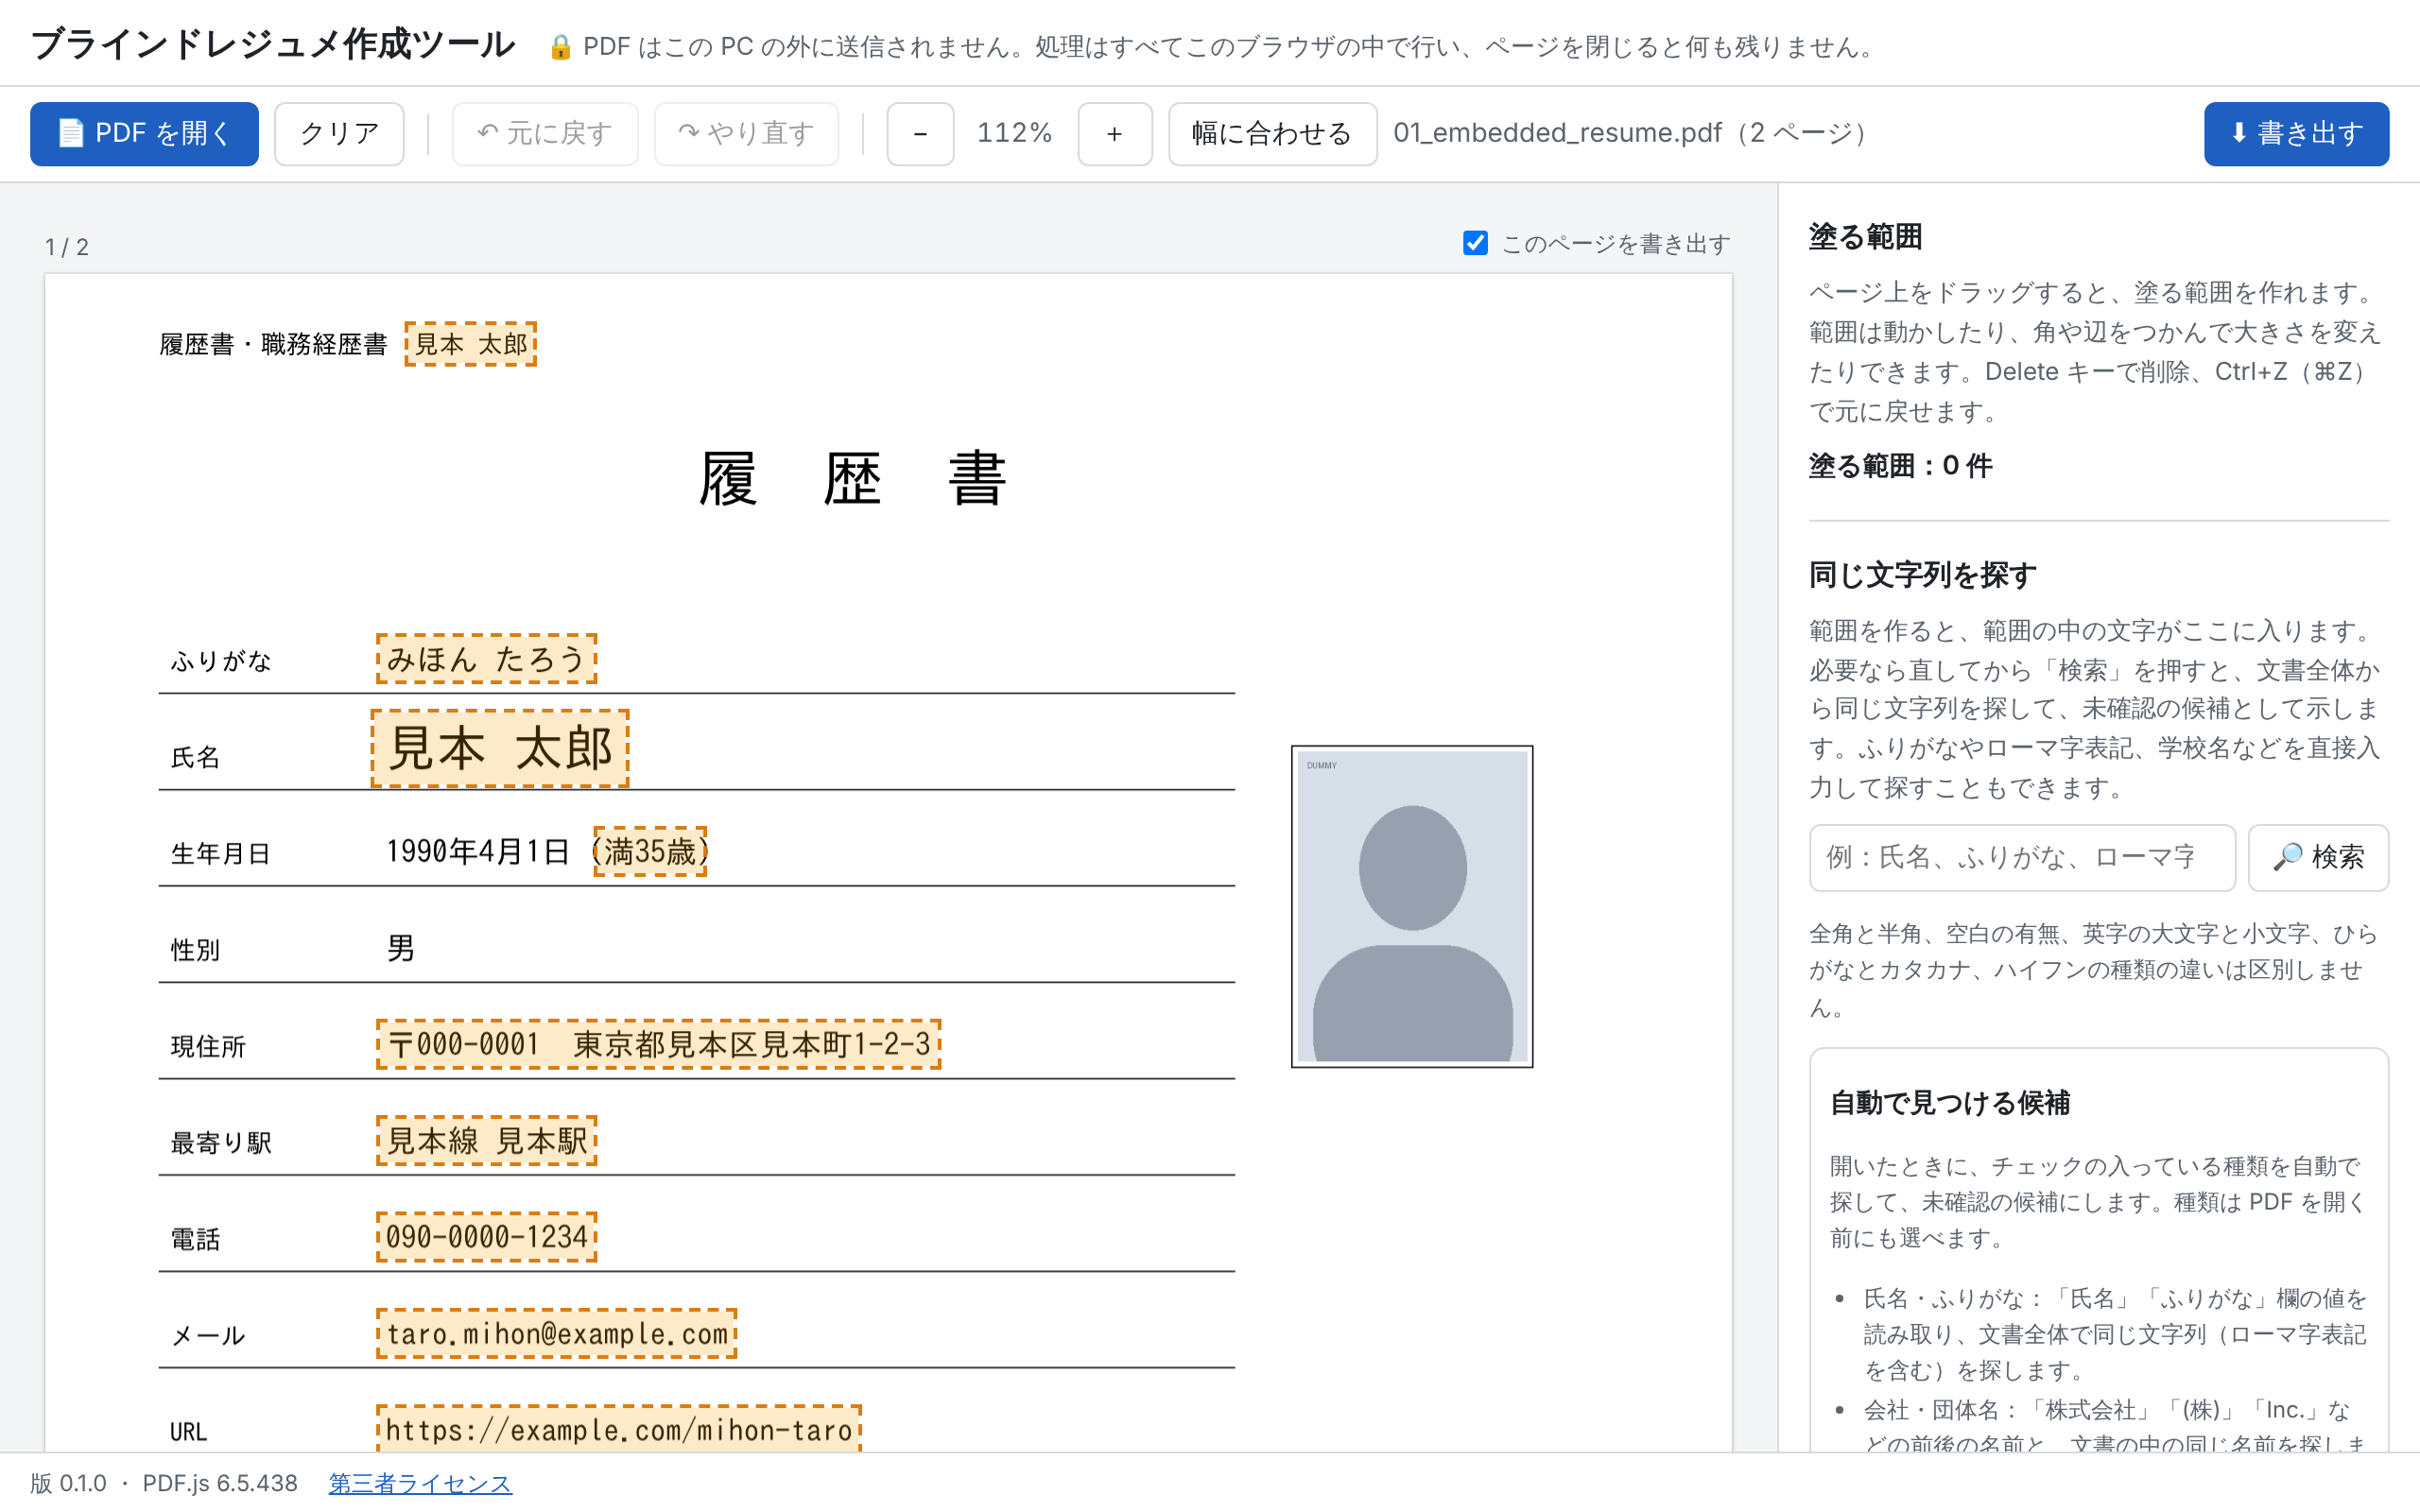 ブラインドレジュメ作成ツール
🔒 PDF はこの PC の外に送信されません。処理はすべてこのブラウザの中で行い、ページを閉じると何も残りません。
📄 PDF を開く
クリア
↶ 元に戻す
↷ やり直す
−
112%
+
幅に合わせる
01_embedded_resume.pdf（2 ページ）
⬇ 書き出す
1 / 2
このページを書き出す
履歴書・職務経歴書 見本 太郎
履 歴 書
ふりがな みほん たろう
氏名 見本 太郎
生年月日 1990年4月1日 (満35歳)
性別 男
現住所 〒000-0001 東京都見本区見本町1-2-3
最寄り駅 見本線 見本駅
電話 090-0000-1234
メール taro.mihon@example.com
URL https://example.com/mihon-taro
DUMMY
塗る範囲
ページ上をドラッグすると、塗る範囲を作れます。
範囲は動かしたり、角や辺をつかんで大きさを変え
たりできます。Delete キーで削除、Ctrl+Z（⌘Z）
で元に戻せます。
塗る範囲：0 件
同じ文字列を探す
範囲を作ると、範囲の中の文字がここに入ります。
必要なら直してから「検索」を押すと、文書全体か
ら同じ文字列を探して、未確認の候補として示しま
す。ふりがなやローマ字表記、学校名などを直接入
力して探すこともできます。
例：氏名、ふりがな、ローマ字
🔎 検索
全角と半角、空白の有無、英字の大文字と小文字、ひら
がなとカタカナ、ハイフンの種類の違いは区別しませ
ん。
自動で見つける候補
開いたときに、チェックの入っている種類を自動で
探して、未確認の候補にします。種類は PDF を開く
前にも選べます。
• 氏名・ふりがな：「氏名」「ふりがな」欄の値を
読み取り、文書全体で同じ文字列（ローマ字表記
を含む）を探します。
• 会社・団体名：「株式会社」「(株)」「Inc.」な
どの前後の名前と、文書の中の同じ名前を探しま
版 0.1.0 ・ PDF.js 6.5.438
第三者ライセンス